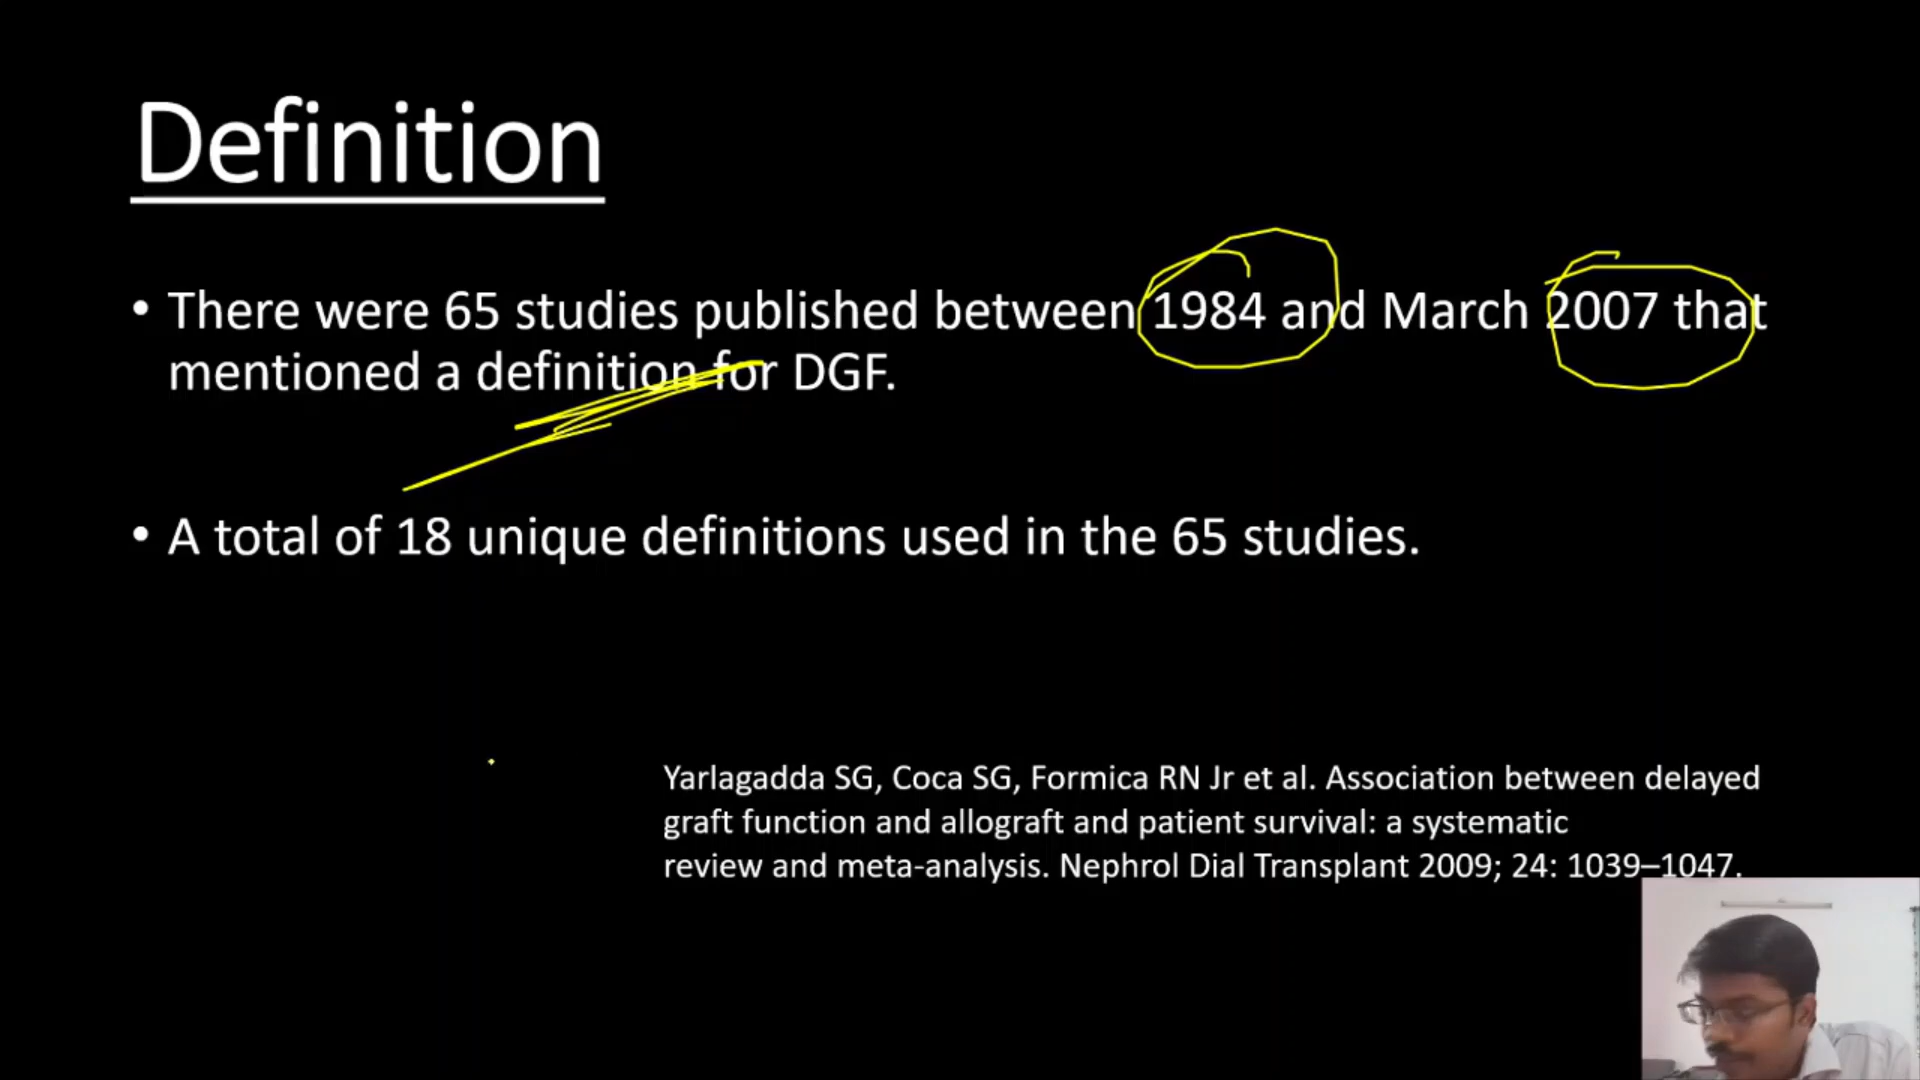 Definition
• There were 65 studies published between 1984 and March 2007 that
mentioned a definition for DGF.
• A total of 18 unique definitions used in the 65 studies.
Yarlagadda SG, Coca SG, Formica RN Jr et al. Association between delayed
graft function and allograft and patient survival: a systematic
review and meta-analysis. Nephrol Dial Transplant 2009; 24: 1039–1047.